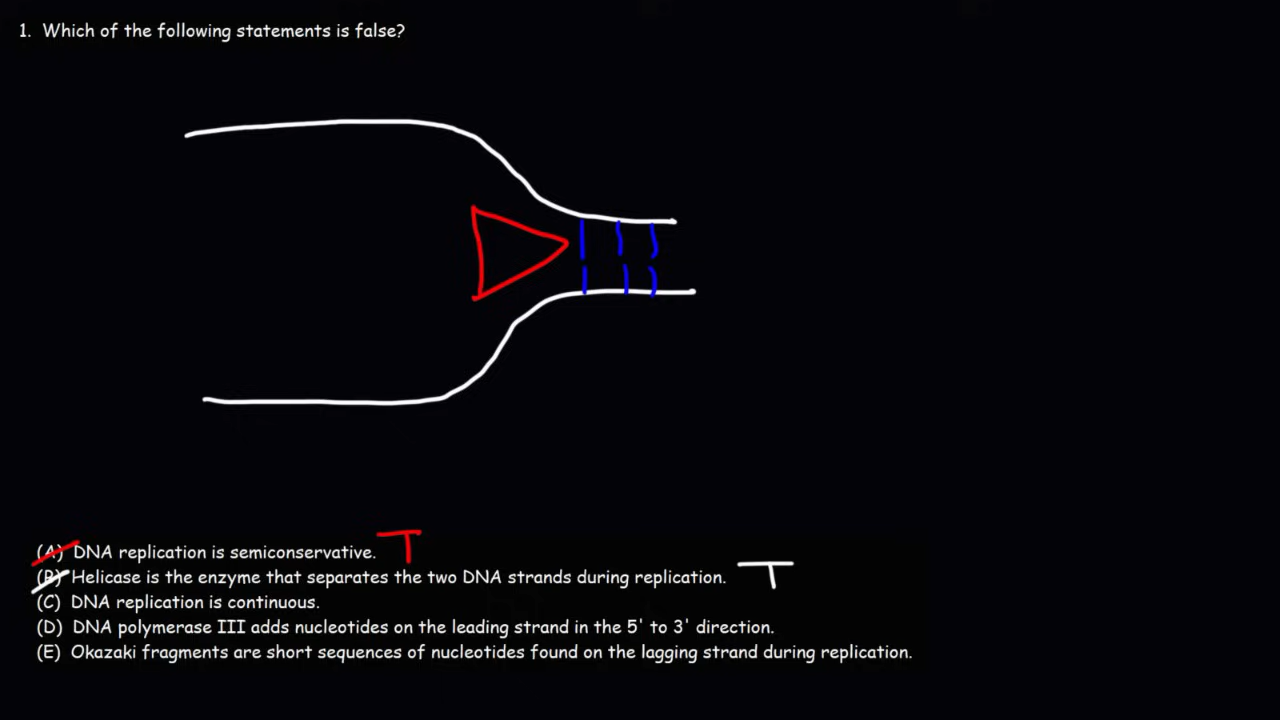 1. Which of the following statements is false?
(A) DNA replication is semiconservative. T
(B) Helicase is the enzyme that separates the two DNA strands during replication. T
(C) DNA replication is continuous.
(D) DNA polymerase III adds nucleotides on the leading strand in the 5' to 3' direction.
(E) Okazaki fragments are short sequences of nucleotides found on the lagging strand during replication.